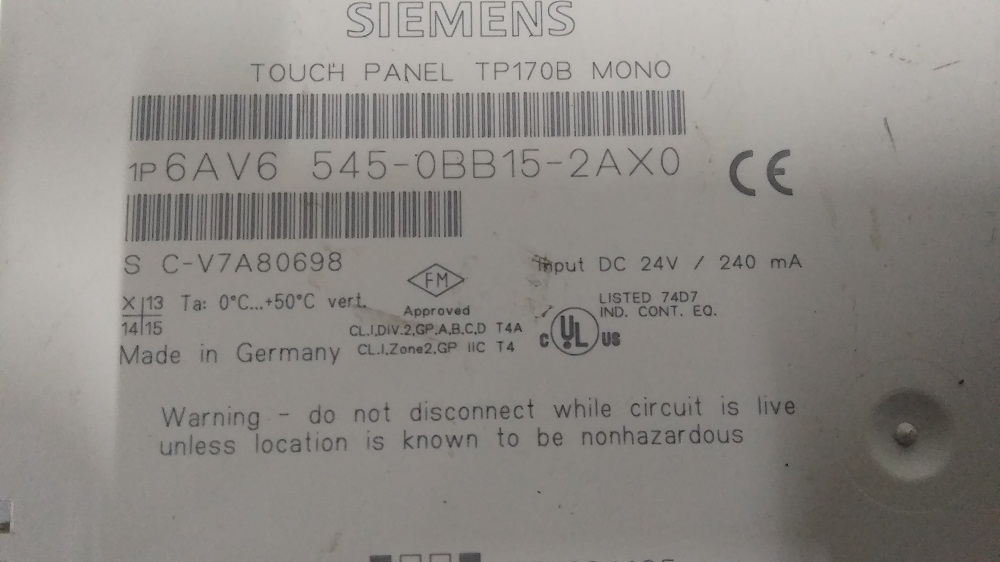 SIEMENS
TOUCH PANEL TP170B MONO
1P 6AV6 545-0BB15-2AX0
CE
S C-V7A80698
Input DC 24V / 240 mA
FM
Approved
CL.I,DIV.2,GP.A,B,C,D T4A
CL.I,Zone2,GP IIC T4
X 13
14 15
Ta: 0°C...+50°C vert.
C UL US
LISTED 74D7
IND. CONT. EQ.
Made in Germany
Warning - do not disconnect while circuit is live
unless location is known to be nonhazardous